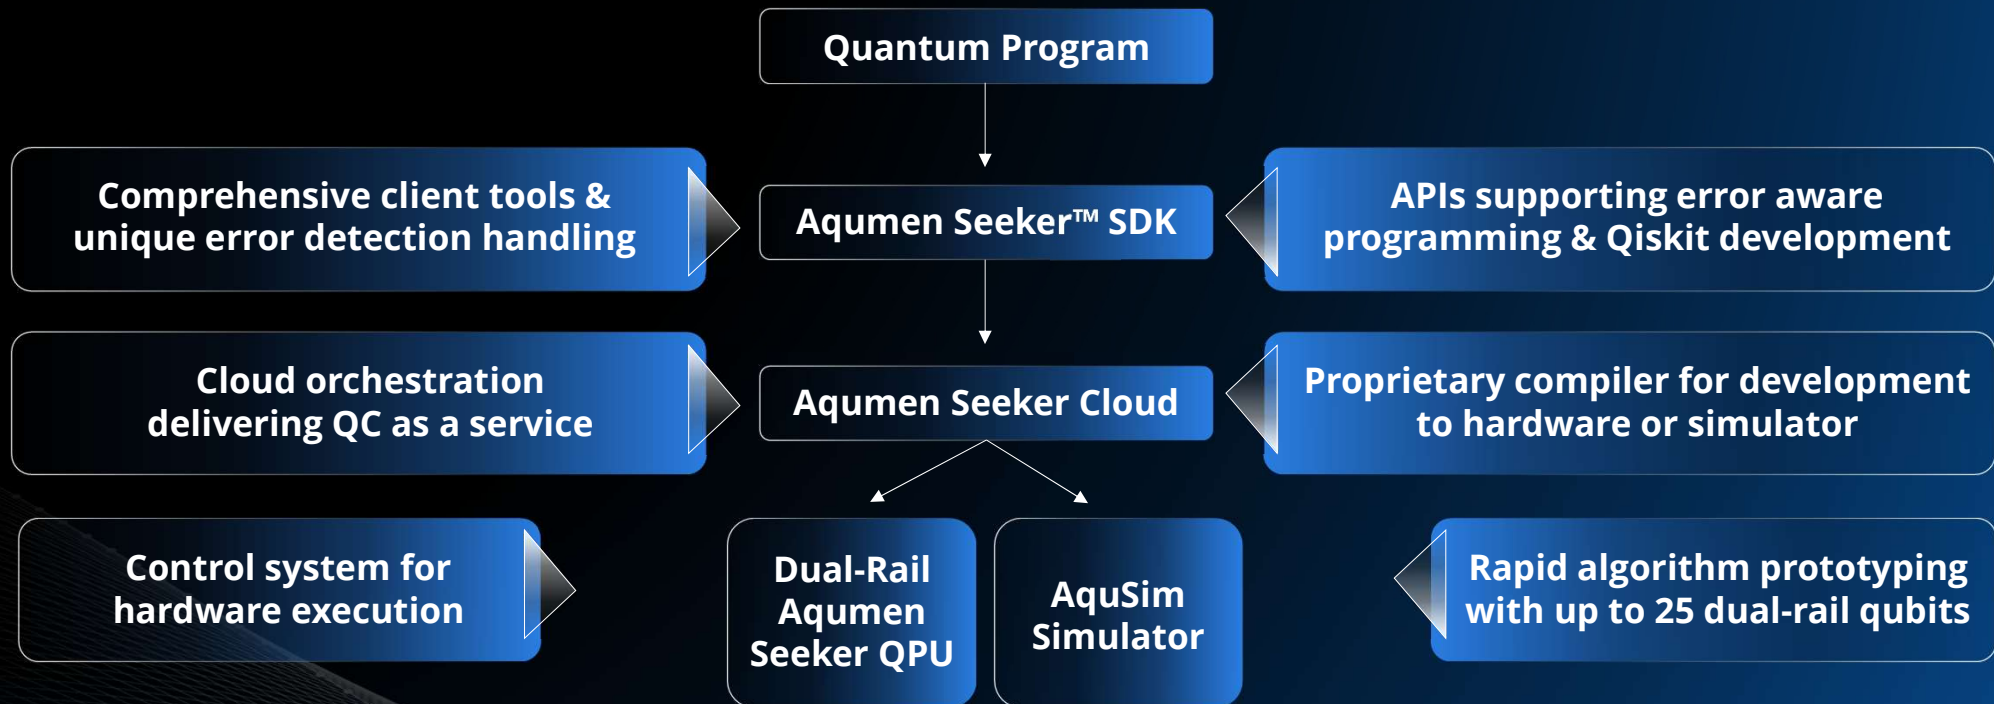 Quantum Program
Comprehensive client tools &
unique error detection handling
Aqumen Seeker™ SDK
APIs supporting error aware
programming & Qiskit development
Cloud orchestration
delivering QC as a service
Aqumen Seeker Cloud
Proprietary compiler for development
to hardware or simulator
Control system for
hardware execution
Dual-Rail
Aqumen
Seeker QPU
AquSim
Simulator
Rapid algorithm prototyping
with up to 25 dual-rail qubits